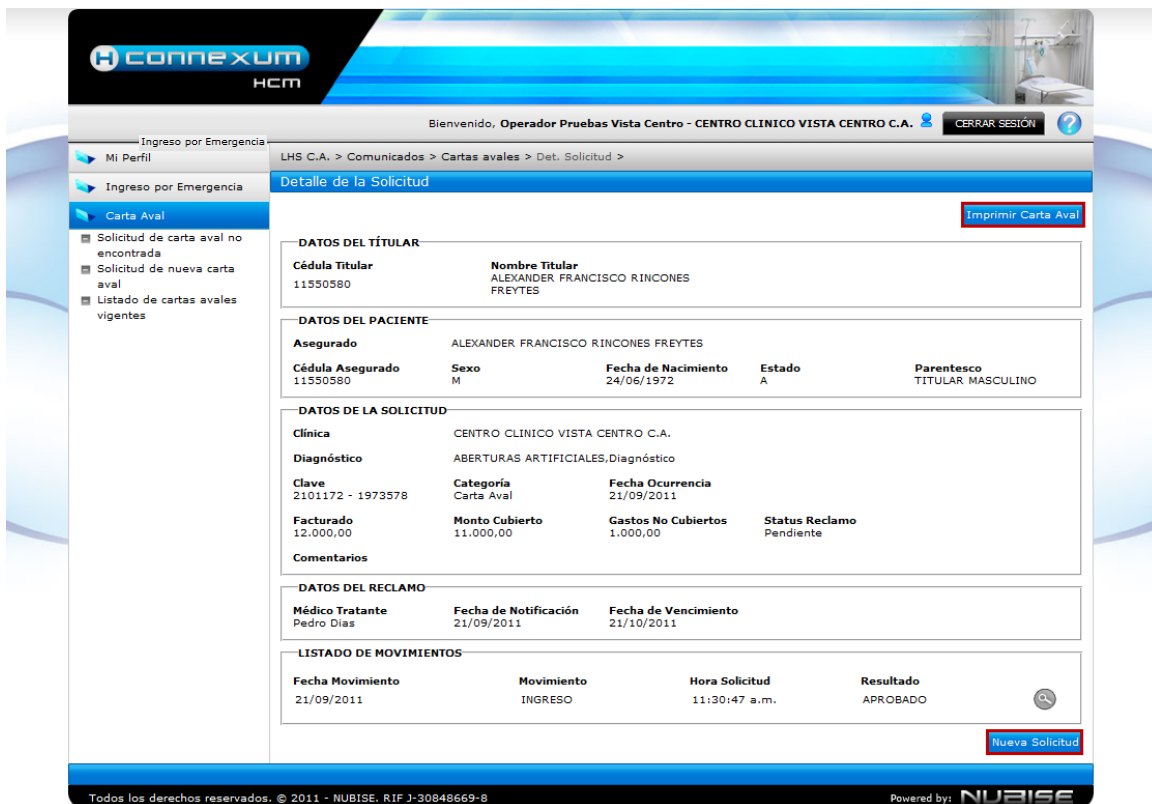 H connexum
HCM
Bienvenido, Operador Pruebas Vista Centro - CENTRO CLINICO VISTA CENTRO C.A. CERRAR SESIÓN ?
Ingreso por Emergencia
Mi Perfil
Ingreso por Emergencia
Carta Aval
Solicitud de carta aval no
encontrada
Solicitud de nueva carta
aval
Listado de cartas avales
vigentes
LHS C.A. > Comunicados > Cartas avales > Det. Solicitud >
Detalle de la Solicitud
Imprimir Carta Aval
DATOS DEL TÍTULAR
Cédula Titular Nombre Titular
11550580 ALEXANDER FRANCISCO RINCONES
FREYTES
DATOS DEL PACIENTE
Asegurado ALEXANDER FRANCISCO RINCONES FREYTES
Cédula Asegurado Sexo Fecha de Nacimiento Estado Parentesco
11550580 M 24/06/1972 A TITULAR MASCULINO
DATOS DE LA SOLICITUD
Clínica CENTRO CLINICO VISTA CENTRO C.A.
Diagnóstico ABERTURAS ARTIFICIALES,Diagnóstico
Clave Categoría Fecha Ocurrencia
2101172 - 1973578 Carta Aval 21/09/2011
Facturado Monto Cubierto Gastos No Cubiertos Status Reclamo
12.000,00 11.000,00 1.000,00 Pendiente
Comentarios
DATOS DEL RECLAMO
Médico Tratante Fecha de Notificación Fecha de Vencimiento
Pedro Dias 21/09/2011 21/10/2011
LISTADO DE MOVIMIENTOS
Fecha Movimiento Movimiento Hora Solicitud Resultado
21/09/2011 INGRESO 11:30:47 a.m. APROBADO
Nueva Solicitud
Todos los derechos reservados. © 2011 - NUBISE. RIF J-30848669-8 Powered by: NUBISE